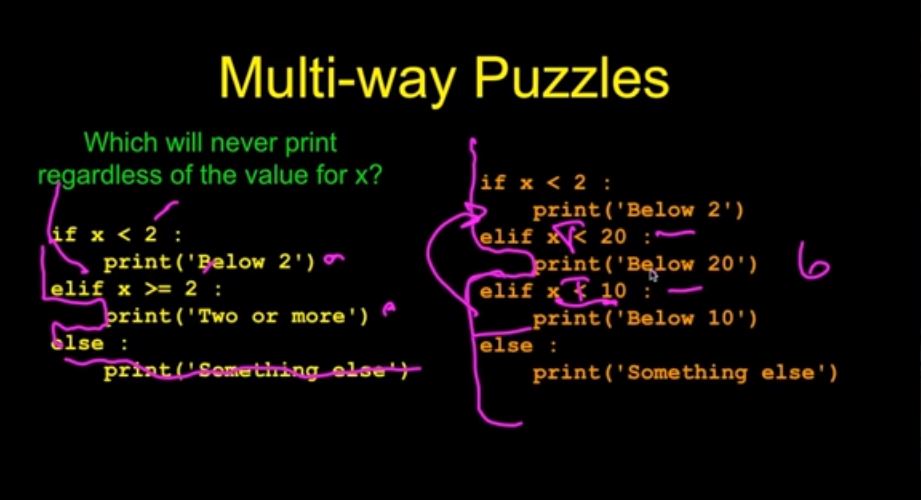 Multi-way Puzzles
Which will never print
regardless of the value for x?
if x < 2 :
print('Below 2')
elif x >= 2 :
print('Two or more')
else :
print('Something else')
if x < 2 :
print('Below 2')
elif x < 20 :
print('Below 20')
elif x < 10 :
print('Below 10')
else :
print('Something else')
6